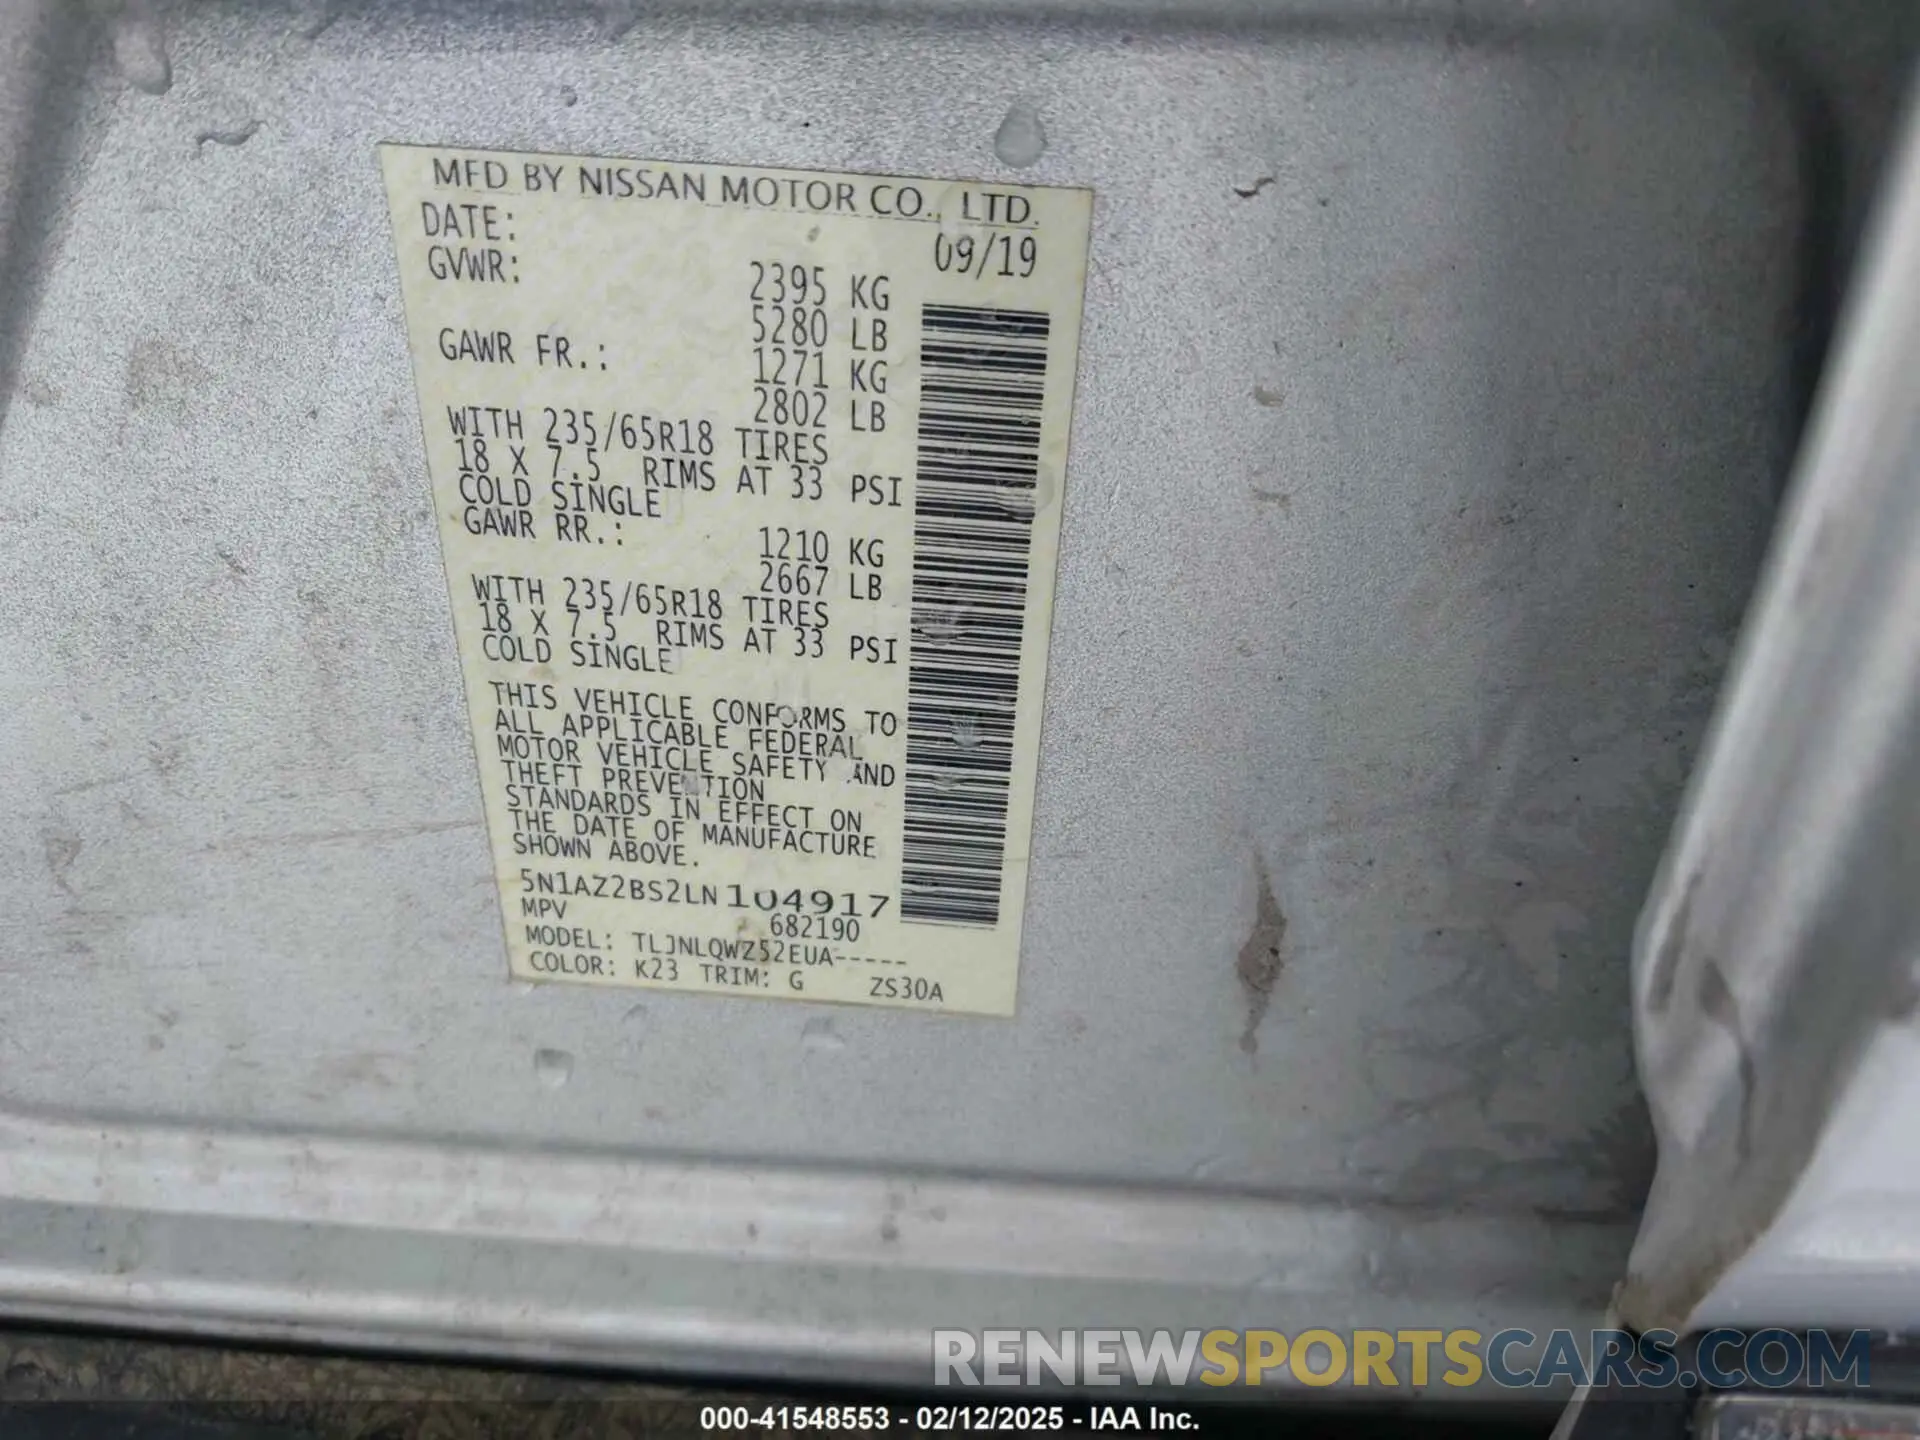 MFD BY NISSAN MOTOR CO., LTD.
DATE: 09/19
GVWR: 2395 KG
5280 LB
GAWR FR.: 1271 KG
2802 LB
WITH 235/65R18 TIRES
18 X 7.5 RIMS AT 33 PSI
COLD SINGLE
GAWR RR.: 1210 KG
2667 LB
WITH 235/65R18 TIRES
18 X 7.5 RIMS AT 33 PSI
COLD SINGLE
THIS VEHICLE CONFORMS TO
ALL APPLICABLE FEDERAL
MOTOR VEHICLE SAFETY AND
THEFT PREVENTION
STANDARDS IN EFFECT ON
THE DATE OF MANUFACTURE
SHOWN ABOVE.
5N1AZ2BS2LN104917
MPV 682190
MODEL: TLJNLQWZ52EUA-----
COLOR: K23 TRIM: G ZS30A
RENEWSPORTSCARS.COM
000-41548553 - 02/12/2025 - IAA Inc.